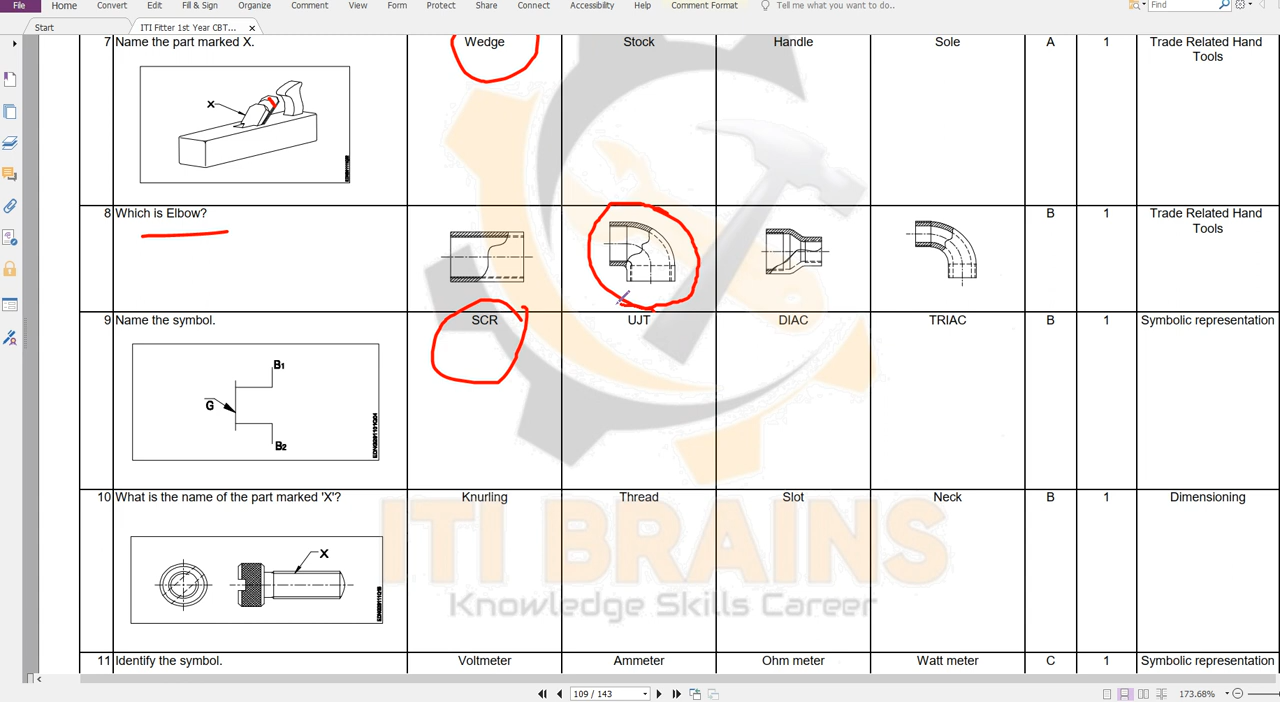 File Home Convert Edit Fill & Sign Organize Comment View Form Protect Share Connect Accessibility Help Comment Format Tell me what you want to do.. Find
Start ITI Fitter 1st Year CBT...
7 Name the part marked X. Wedge Stock Handle Sole A 1 Trade Related Hand
Tools
X
8 Which is Elbow? B 1 Trade Related Hand
Tools
9 Name the symbol. SCR UJT DIAC TRIAC B 1 Symbolic representation
B1
G
B2
10 What is the name of the part marked 'X'? Knurling Thread Slot Neck B 1 Dimensioning
X
ITI BRAINS
Knowledge Skills Career
11 Identify the symbol. Voltmeter Ammeter Ohm meter Watt meter C 1 Symbolic representation
109 / 143 173.68%